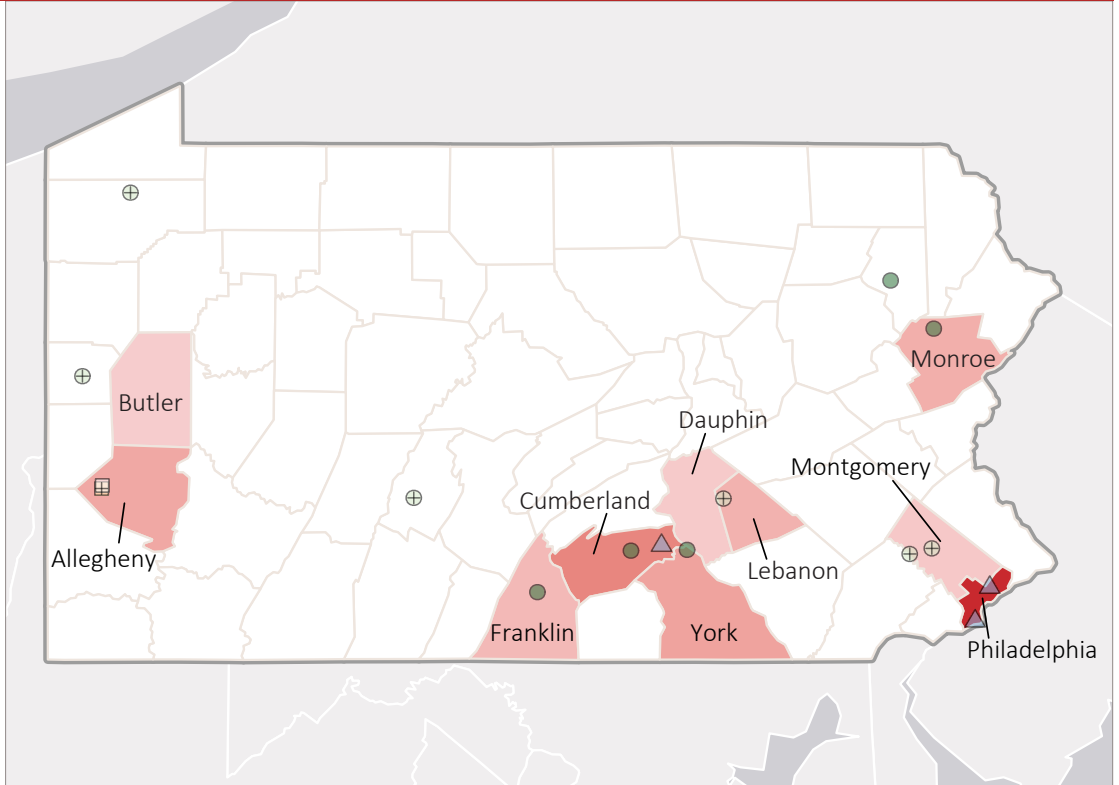 Monroe
Butler
Dauphin
Montgomery
Cumberland
Allegheny
Lebanon
Franklin
York
Philadelphia